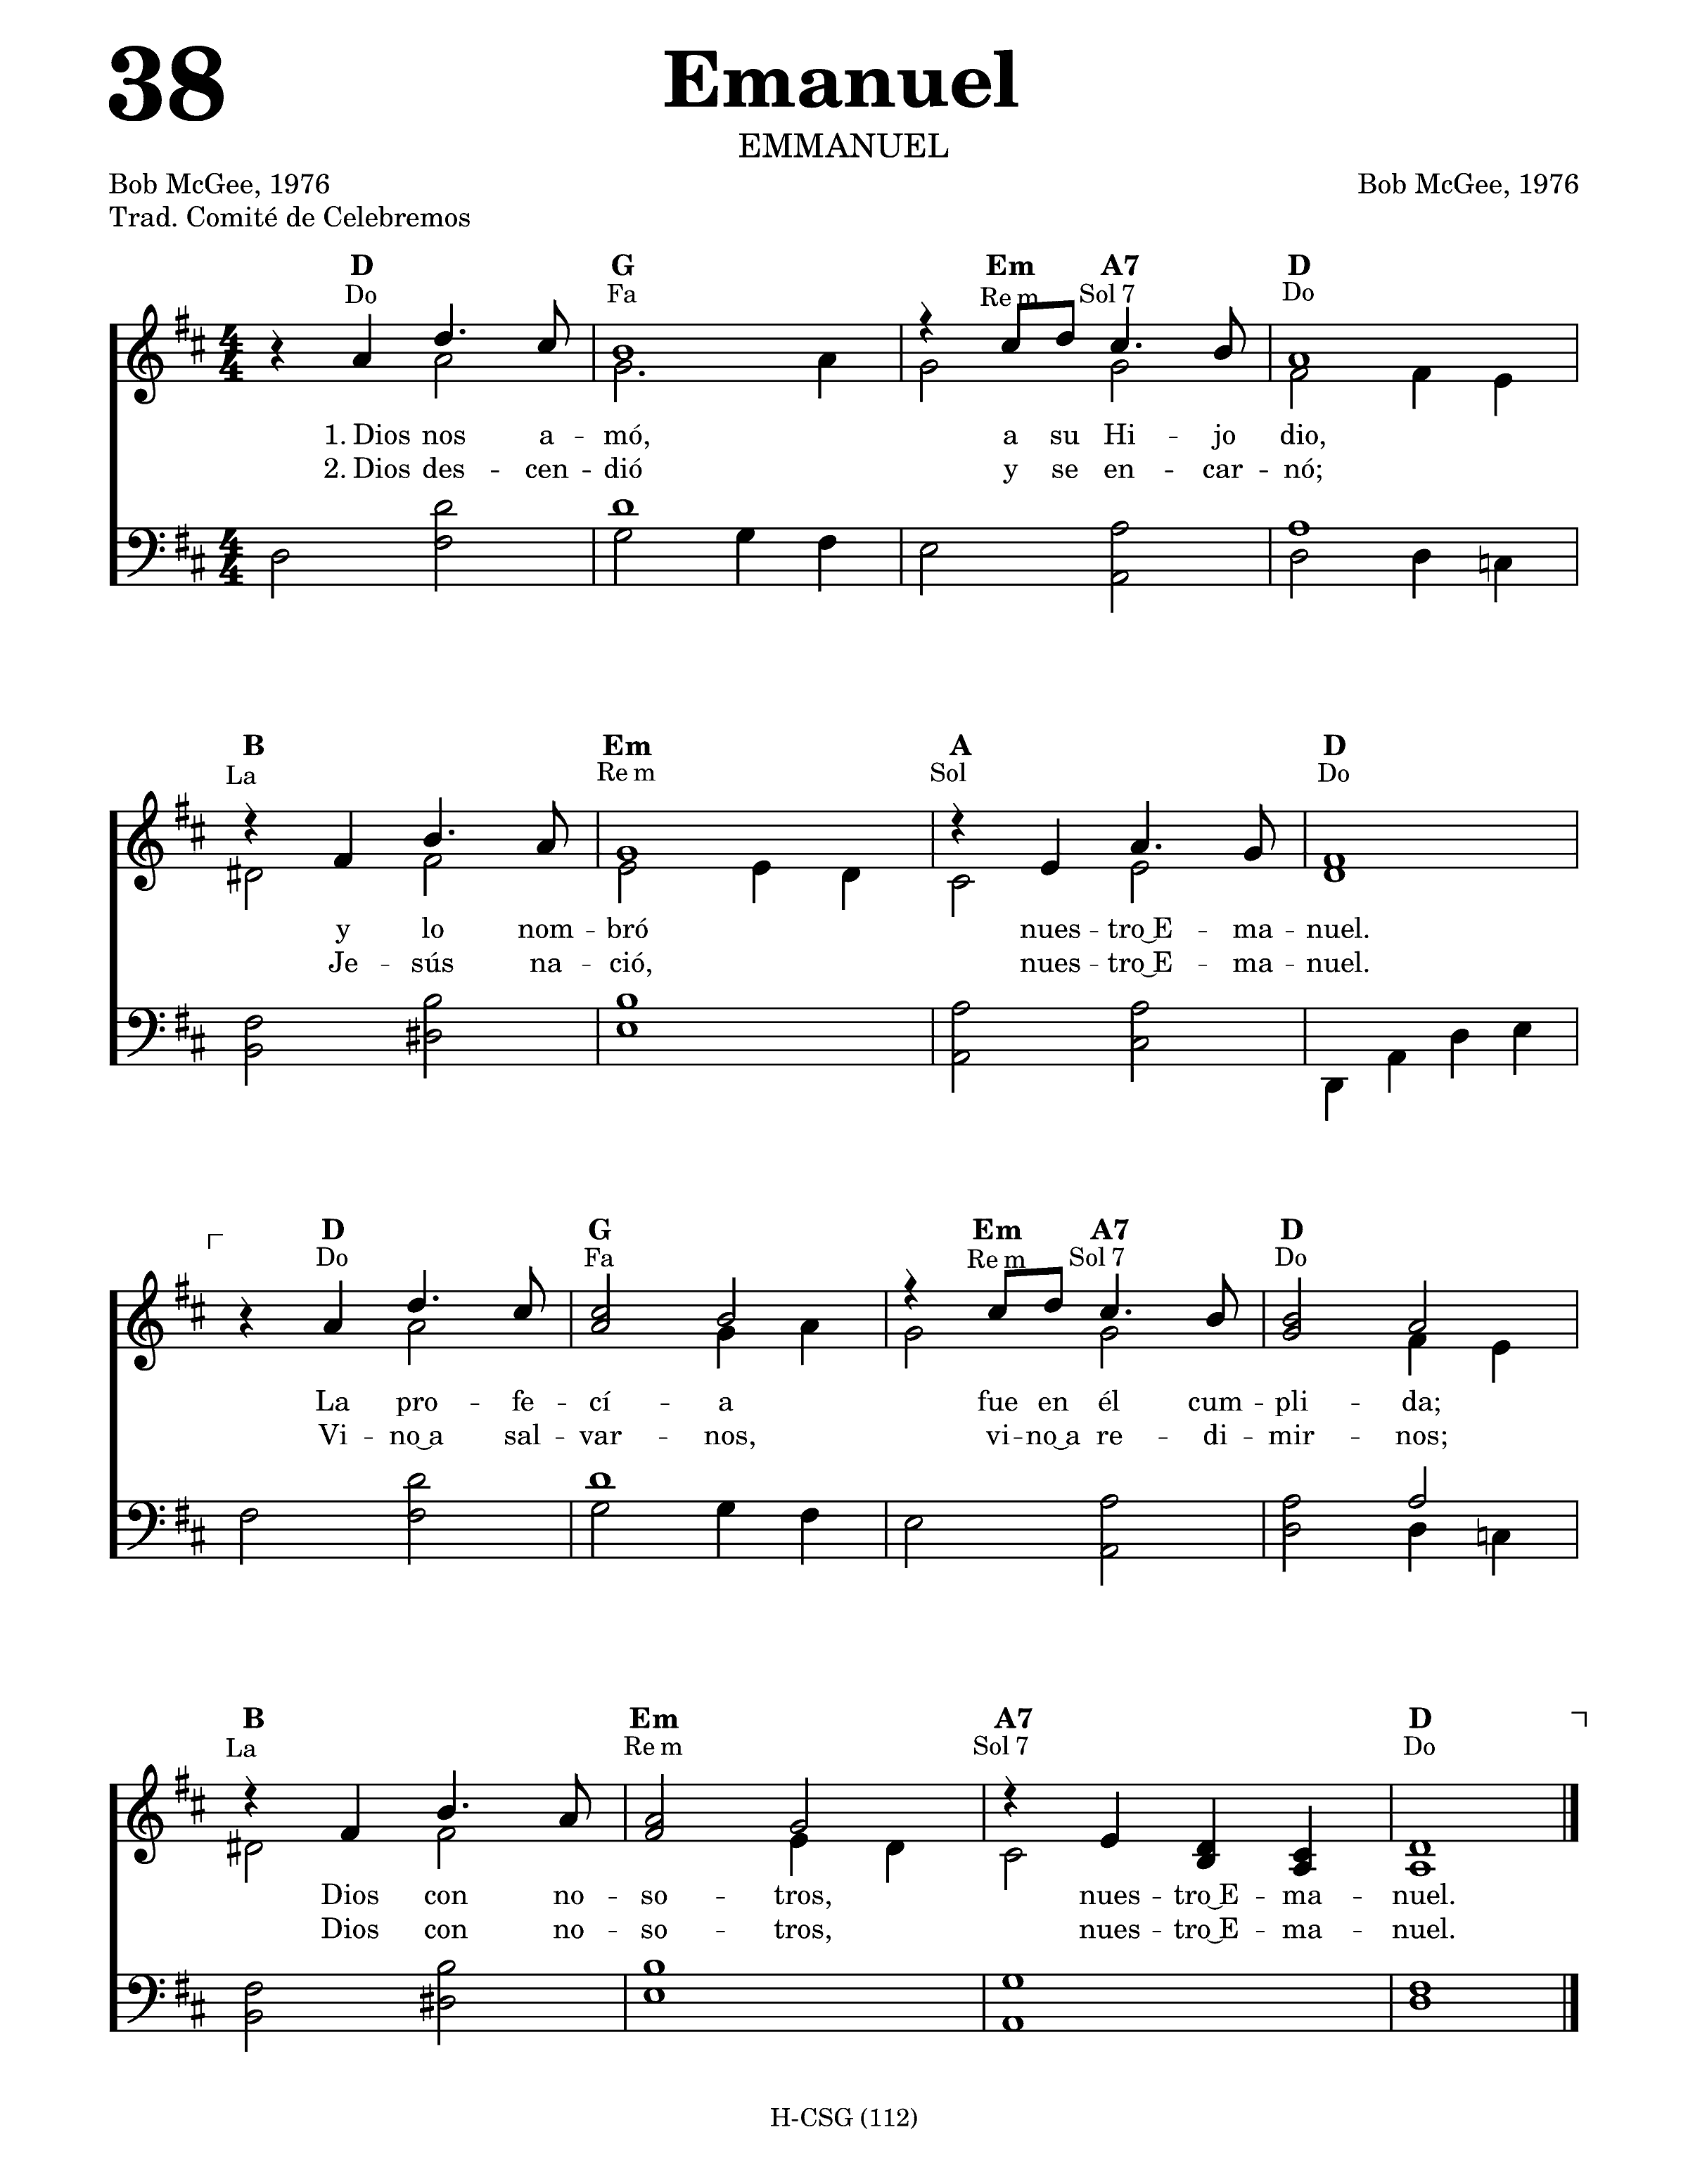 38
Emanuel
EMMANUEL
Bob McGee, 1976
Bob McGee, 1976
Trad. Comité de Celebremos
D G Em A7 D
Do Fa Re m Sol 7 Do
1. Dios nos a - mó, a su Hi - jo dio,
2. Dios des - cen - dió y se en - car - nó;
B Em A D
La Re m Sol Do
y lo nom - bró nues - tro‿E - ma - nuel.
Je - sús na - ció, nues - tro‿E - ma - nuel.
D G Em A7 D
Do Fa Re m Sol 7 Do
La pro - fe - cí - a fue en él cum - pli - da;
Vi - no‿a sal - var - nos, vi - no‿a re - di - mir - nos;
B Em A7 D
La Re m Sol 7 Do
Dios con no - so - tros, nues - tro‿E - ma - nuel.
Dios con no - so - tros, nues - tro‿E - ma - nuel.
H-CSG (112)